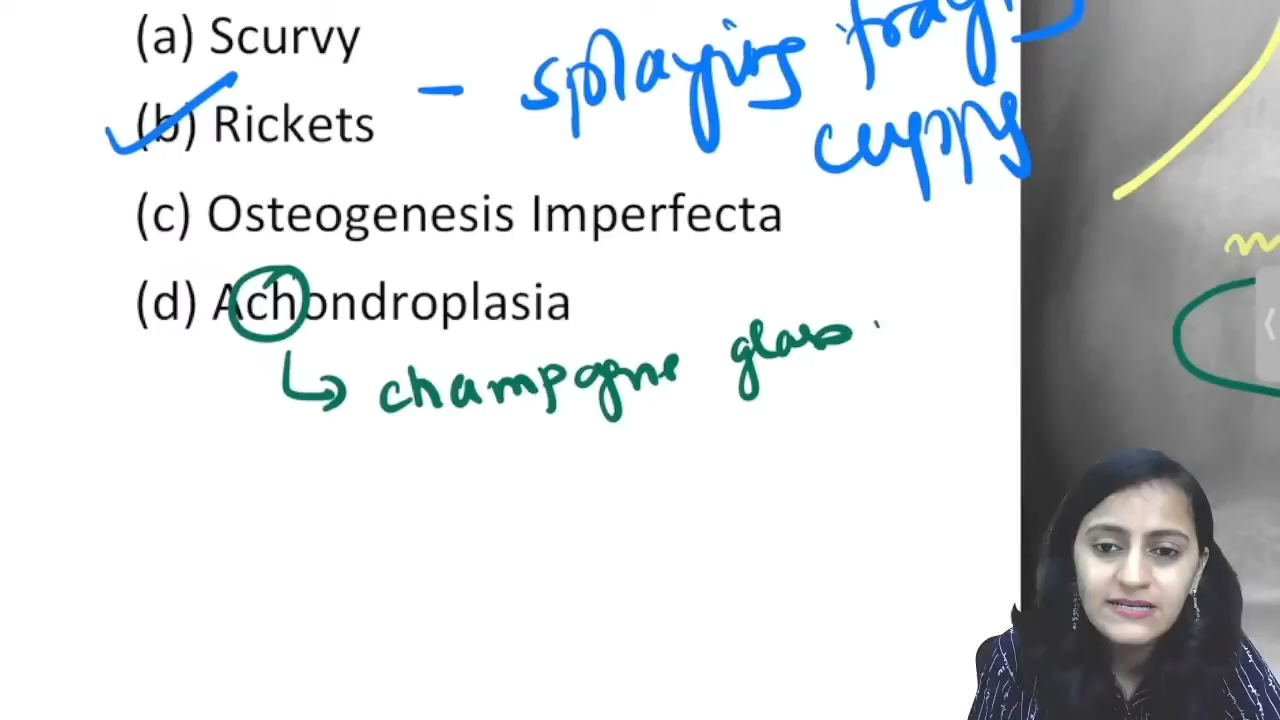 (a) Scurvy
(b) Rickets - splaying
cupping
(c) Osteogenesis Imperfecta
(d) Achondroplasia
champagne glass